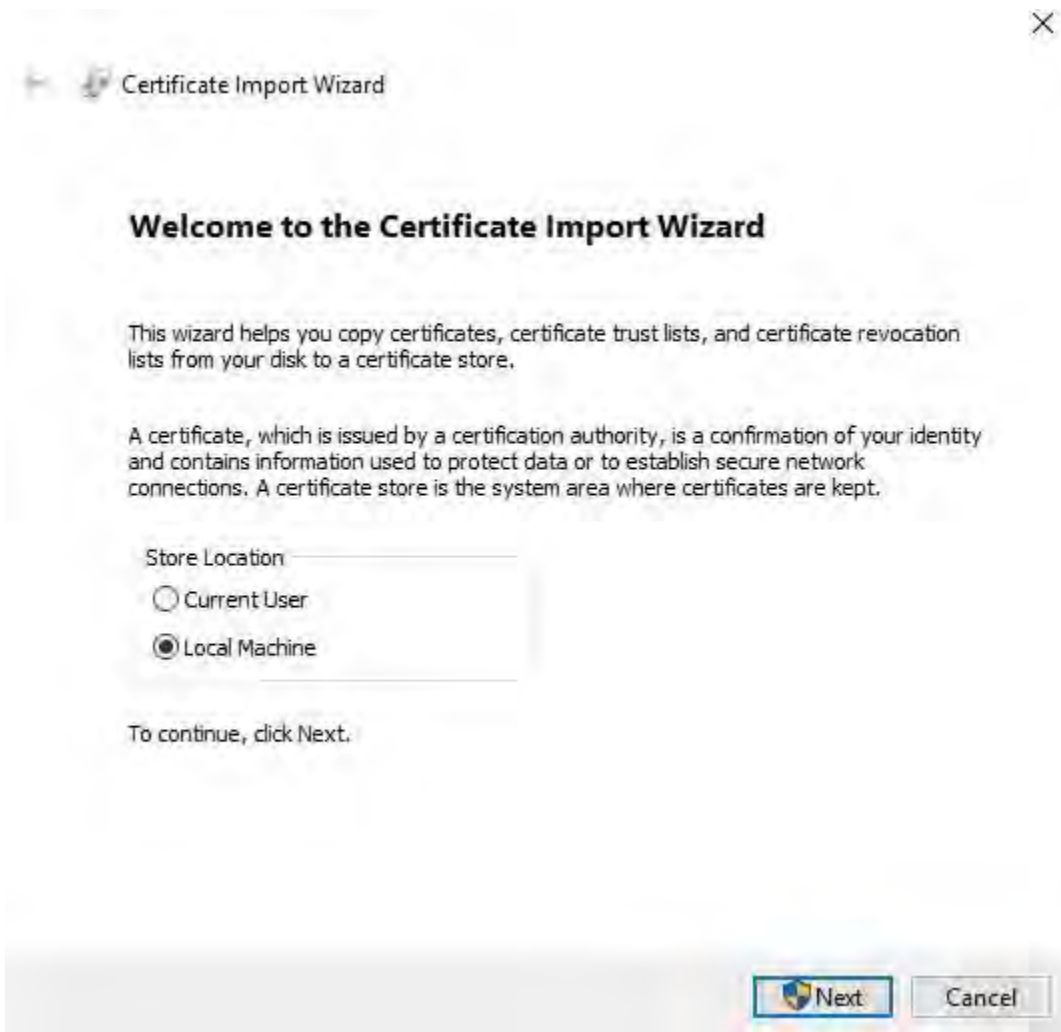 Certificate Import Wizard
Welcome to the Certificate Import Wizard
This wizard helps you copy certificates, certificate trust lists, and certificate revocation
lists from your disk to a certificate store.
A certificate, which is issued by a certification authority, is a confirmation of your identity
and contains information used to protect data or to establish secure network
connections. A certificate store is the system area where certificates are kept.
Store Location
Current User
Local Machine
To continue, click Next.
Next
Cancel